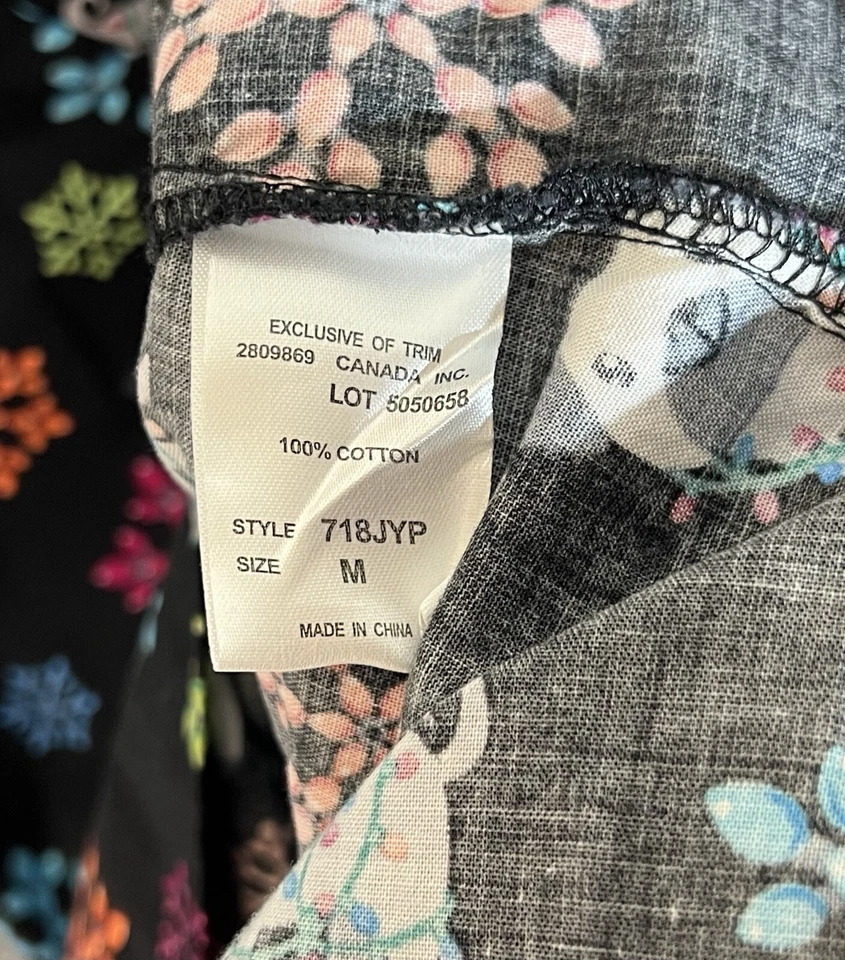 EXCLUSIVE OF TRIM
2809869 CANADA INC.
LOT 5050658
100% COTTON
STYLE 718JYP
SIZE M
MADE IN CHINA